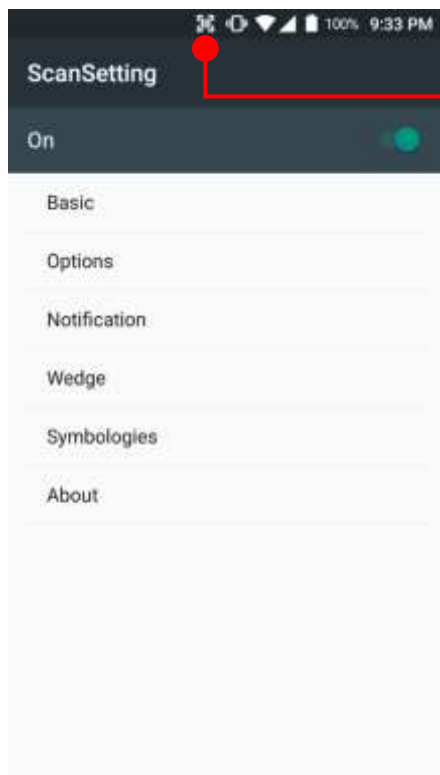 100% 9:33 PM
ScanSetting
On
Basic
Options
Notification
Wedge
Symbologies
About